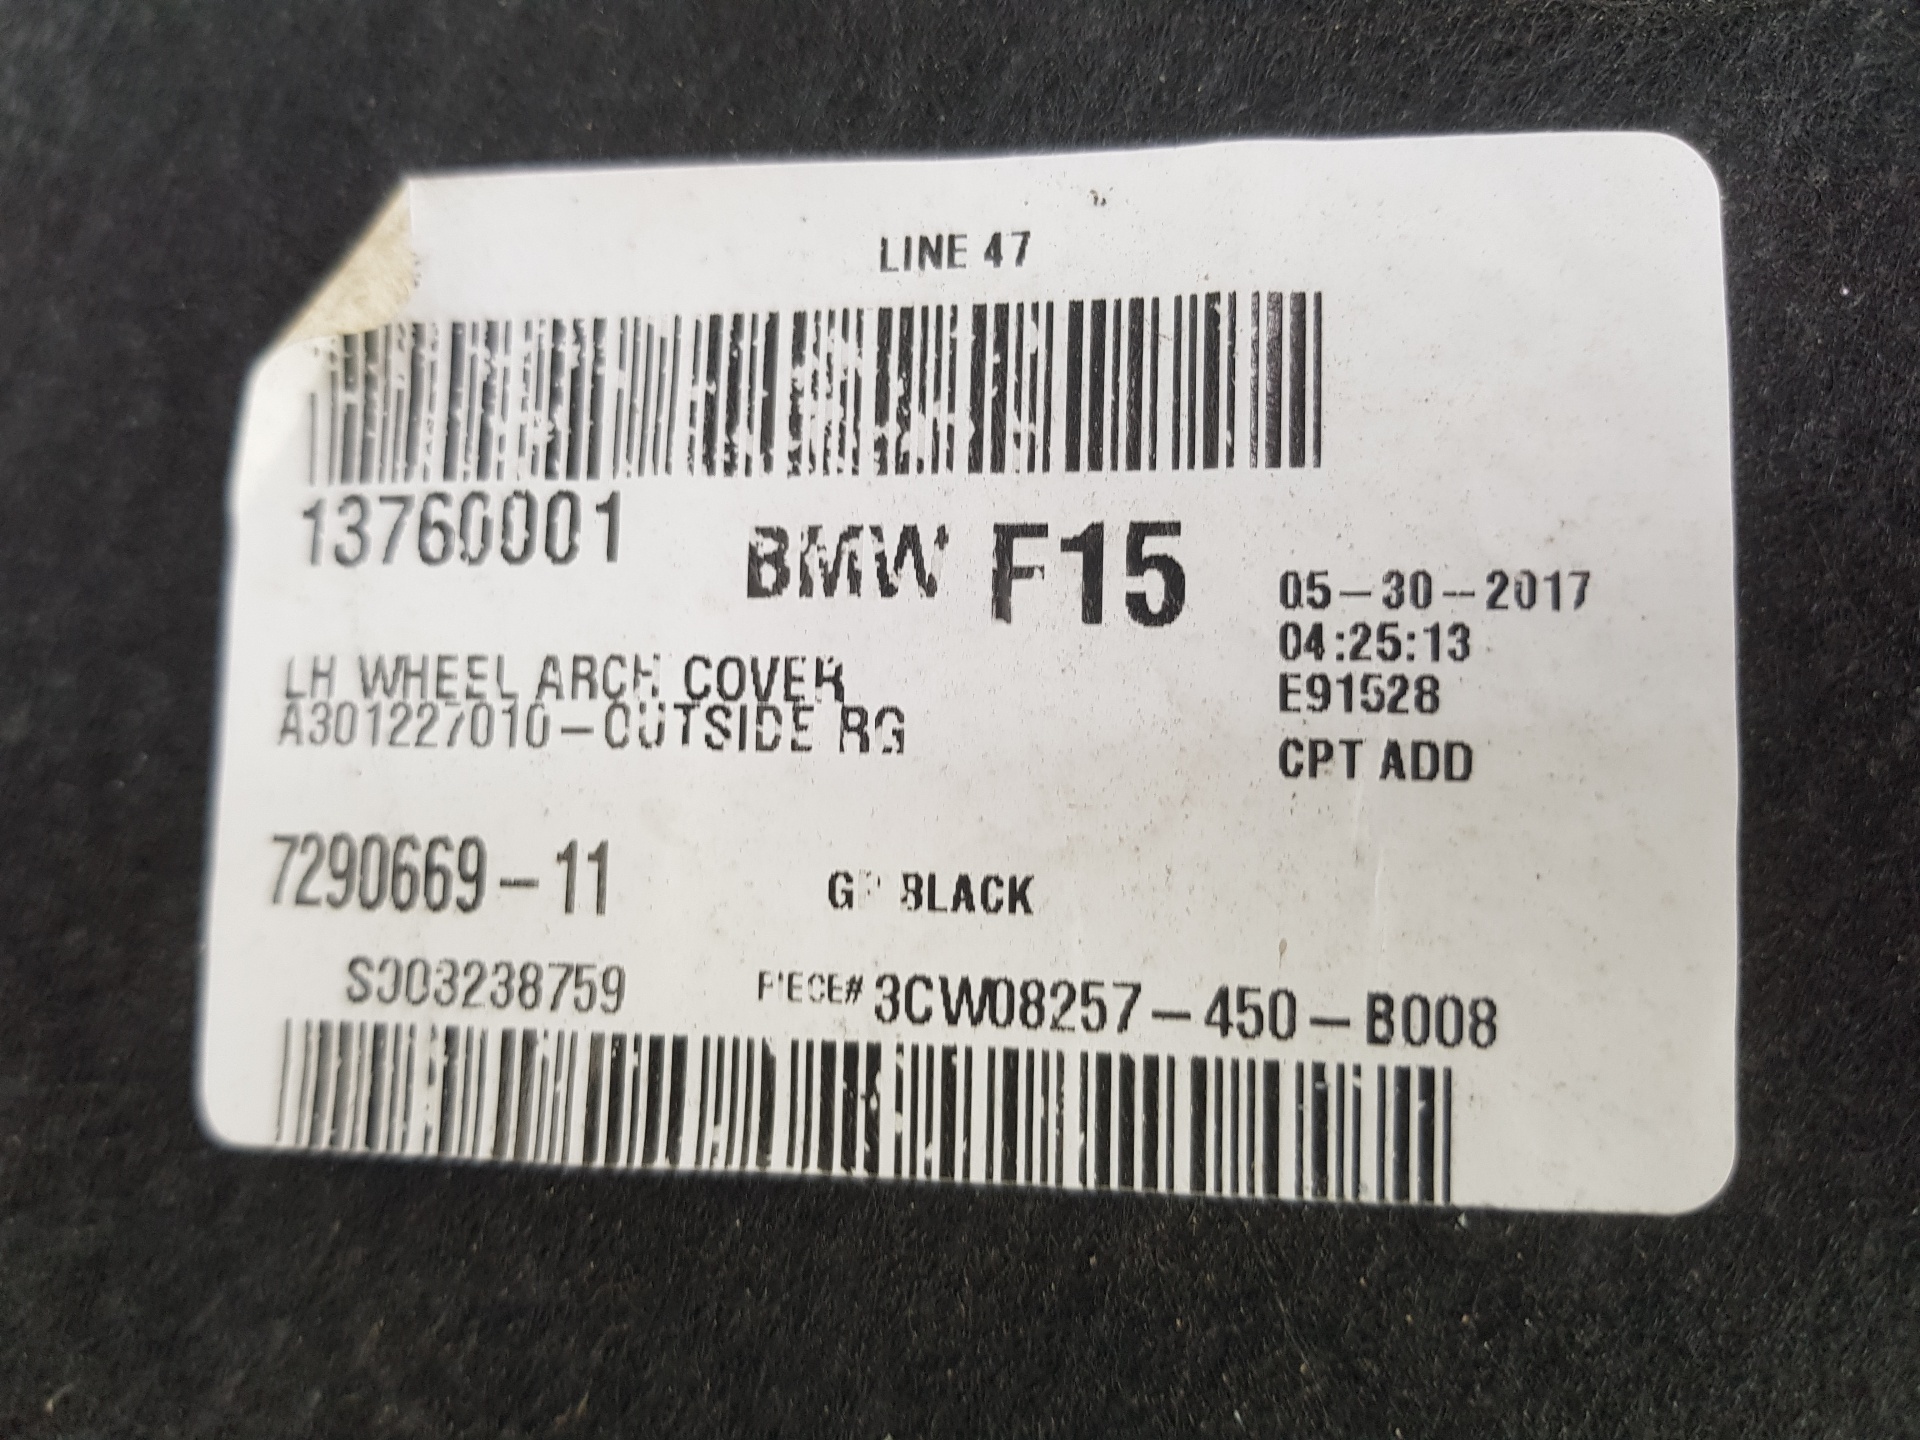 LINE 47
13760001
BMW F15
05-30-2017
04:25:13
LH WHEEL ARCH COVER
E91528
A301227010-OUTSIDE RG
CPT ADD
7290669-11
BLACK
S003238759
PIECE# 3CW08257-450-B008